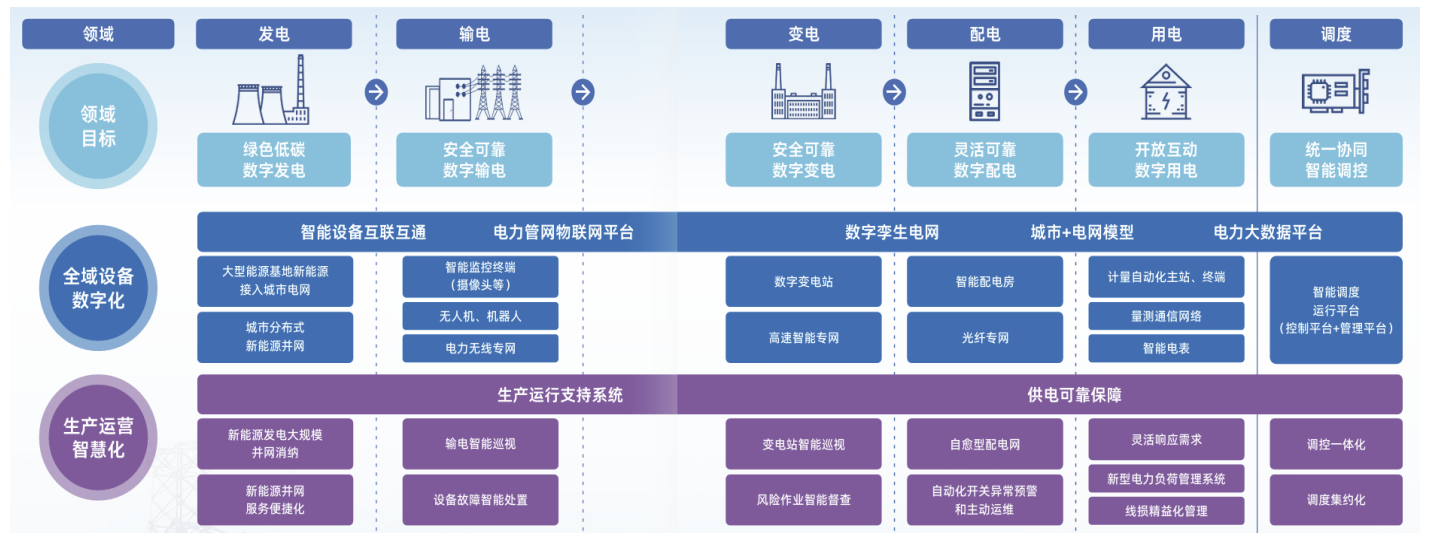 领域
发电
输电
变电
配电
用电
调度
领域
目标
绿色低碳
数字发电
安全可靠
数字输电
安全可靠
数字变电
灵活可靠
数字配电
开放互动
数字用电
统一协同
智能调控
全域设备
数字化
智能设备互联互通
电力管网物联网平台
数字孪生电网
城市+电网模型
电力大数据平台
大型能源基地新能源
接入城市电网
城市分布式
新能源并网
智能监控终端
（摄像头等）
无人机、机器人
电力无线专网
数字变电站
高速智能专网
智能配电房
光纤专网
计量自动化主站、终端
量测通信网络
智能电表
智能调度
运行平台
(控制平台+管理平台)
生产运营
智慧化
生产运行支持系统
供电可靠保障
新能源发电大规模
并网消纳
新能源并网
服务便捷化
输电智能巡视
设备故障智能处置
变电站智能巡视
风险作业智能督查
自愈型配电网
自动化开关异常预警
和主动运维
灵活响应需求
新型电力负荷管理系统
线损精益化管理
调控一体化
调度集约化